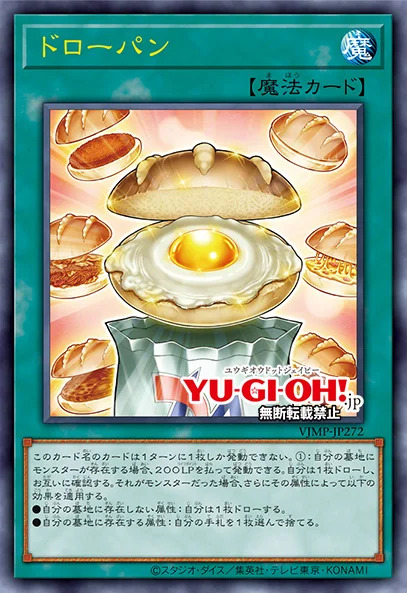 ドローパン
魔
【魔法カード】
ユウギオウドットジェイピー
YU-GI-OH!.jp
無断転載禁止
VJMP-JP272
このカード名のカードは1ターンに1枚しか発動できない。①：自分の墓地に
モンスターが存在する場合、200LPを払って発動できる。自分は1枚ドローし、
お互いに確認する。それがモンスターだった場合、さらにその属性によって以下の
効果を適用する。
●自分の墓地に存在しない属性：自分は1枚ドローする。
●自分の墓地に存在する属性：自分の手札を1枚選んで捨てる。
©スタジオ・ダイス／集英社・テレビ東京・KONAMI